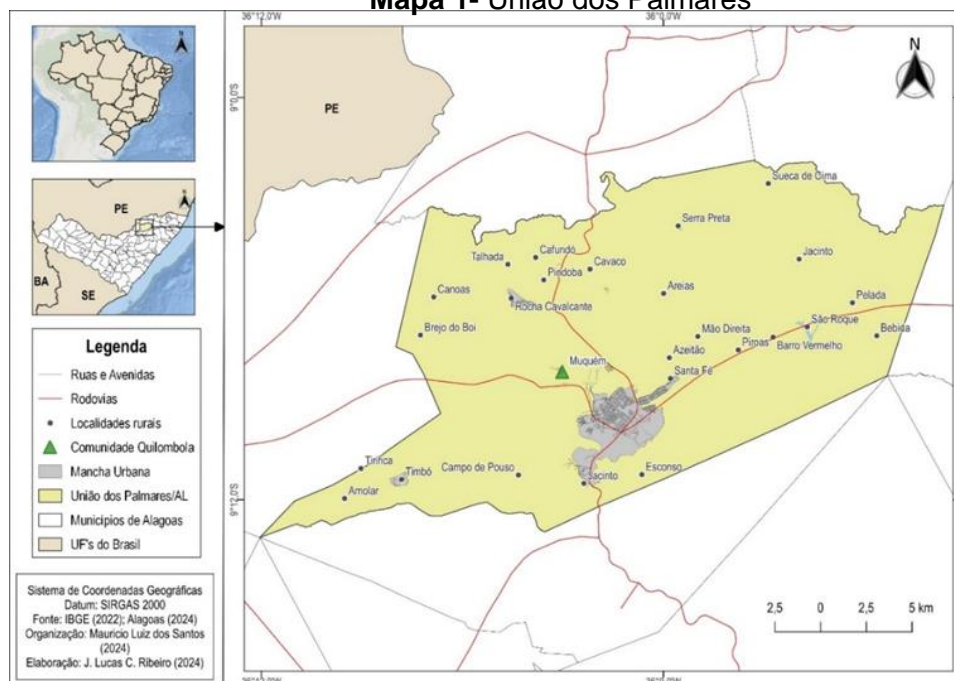 Mapa 1- União dos Palmares
36°12'0"W
36°0'0"W
9°0'0"S
9°12'0"S
N
PE
PE
BA
SE
Sueca de Cima
Serra Preta
Cafundó
Talhada
Cavaco
Pindoba
Jacinto
Canoas
Rocha Cavalcante
Areias
Pelada
São Roque
Brejo do Boi
Mão Direita
Bebida
Piroas
Barro Vermelho
Muquém
Azeitão
Santa Fé
Tiririca
Timbó
Campo de Pouso
Sacinto
Esconso
Amolar
Legenda
Ruas e Avenidas
Rodovias
Localidades rurais
Comunidade Quilombola
Mancha Urbana
União dos Palmares/AL
Municípios de Alagoas
UF's do Brasil
Sistema de Coordenadas Geográficas
Datum: SIRGAS 2000
Fonte: IBGE (2022); Alagoas (2024)
Organização: Mauricio Luiz dos Santos
(2024)
Elaboração: J. Lucas C. Ribeiro (2024)
2,5 0 2,5 5 km